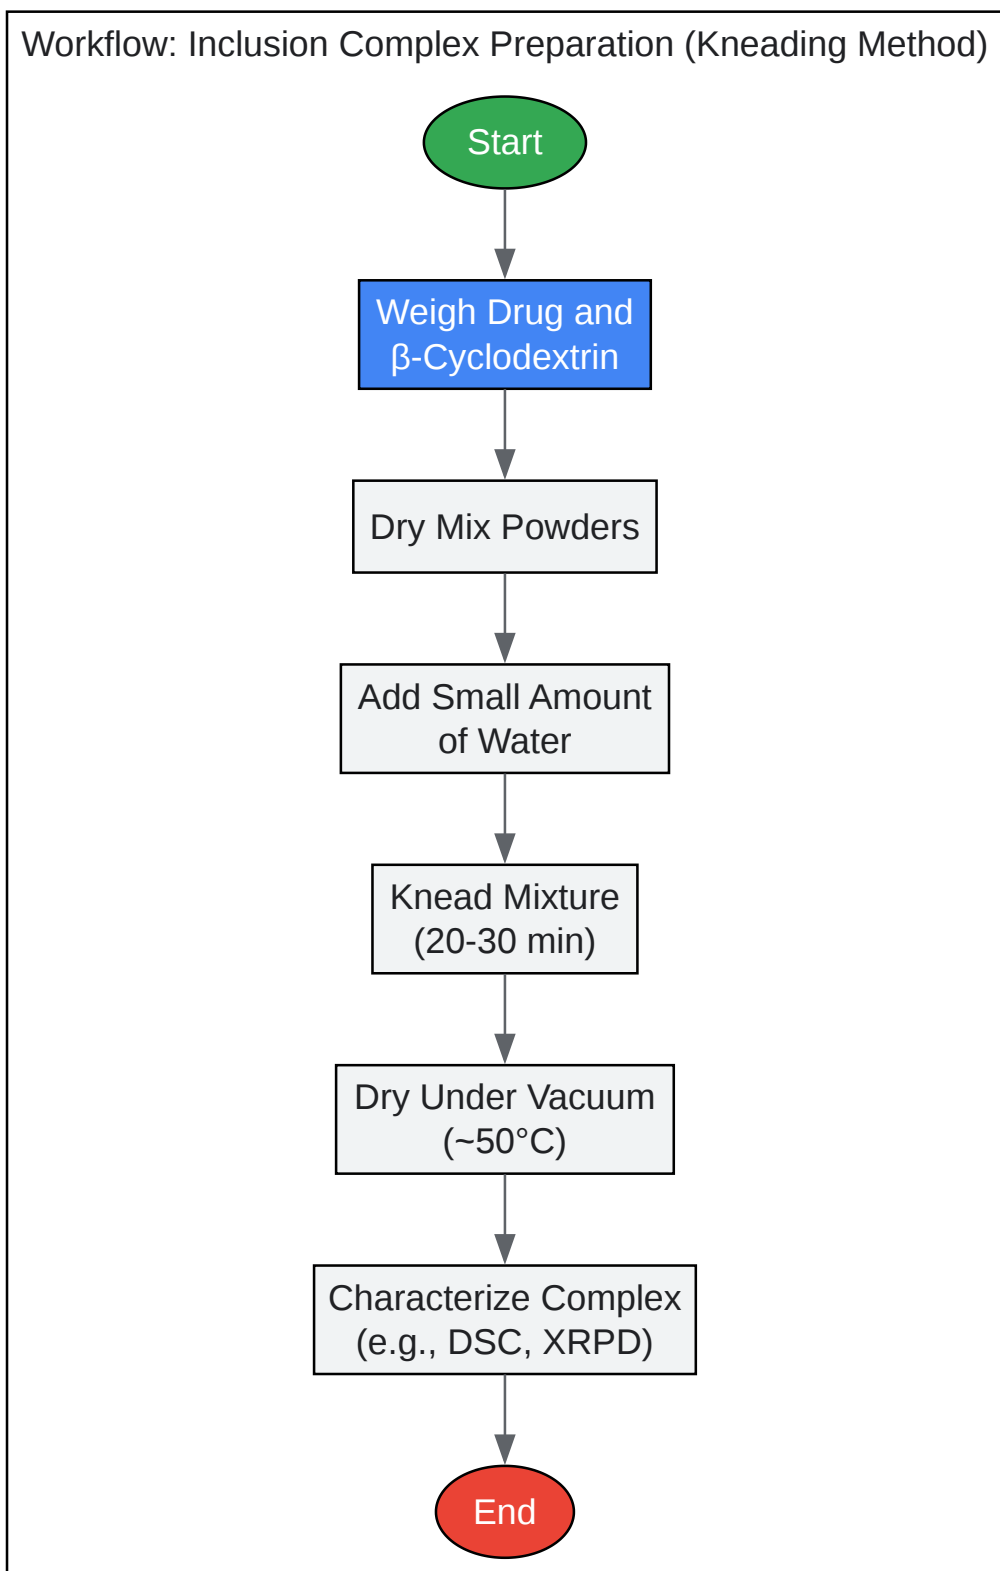 Workflow: Inclusion Complex Preparation (Kneading Method)
Start
Weigh Drug and
β-Cyclodextrin
Dry Mix Powders
Add Small Amount
of Water
Knead Mixture
(20-30 min)
Dry Under Vacuum
(~50°C)
Characterize Complex
(e.g., DSC, XRPD)
End